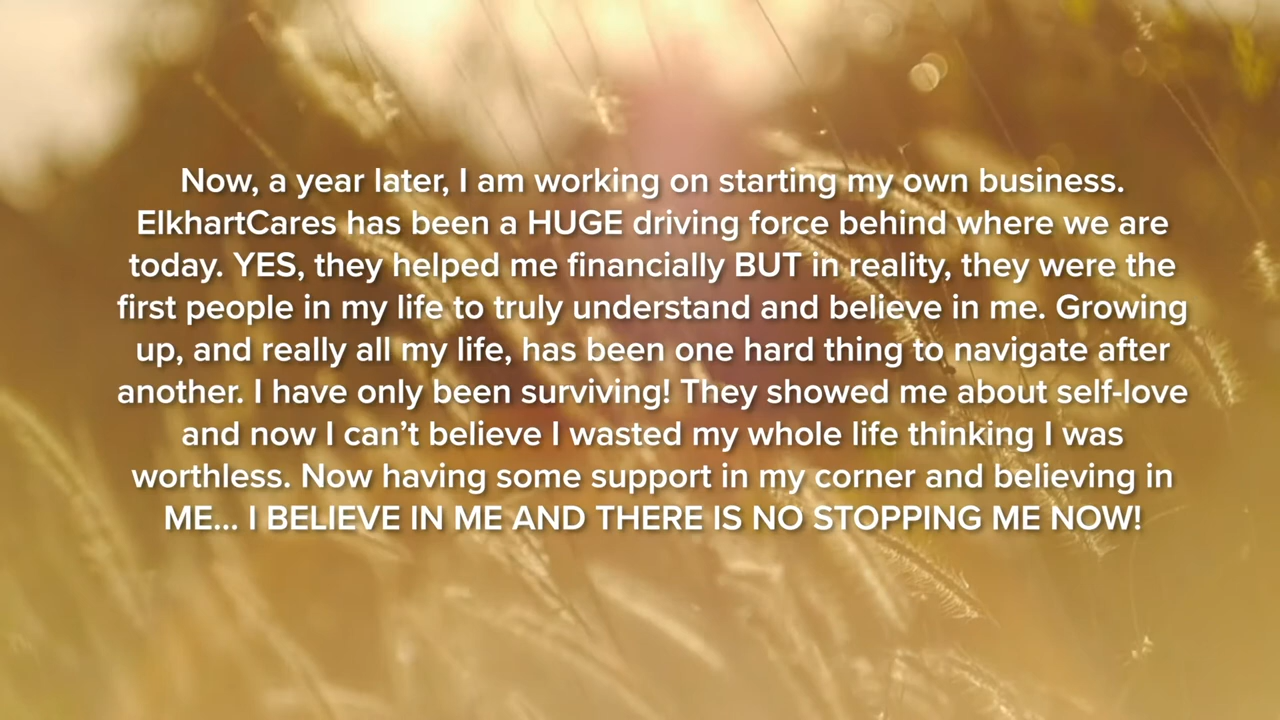 Now, a year later, I am working on starting my own business.
ElkhartCares has been a HUGE driving force behind where we are
today. YES, they helped me financially BUT in reality, they were the
first people in my life to truly understand and believe in me. Growing
up, and really all my life, has been one hard thing to navigate after
another. I have only been surviving! They showed me about self-love
and now I can’t believe I wasted my whole life thinking I was
worthless. Now having some support in my corner and believing in
ME... I BELIEVE IN ME AND THERE IS NO STOPPING ME NOW!